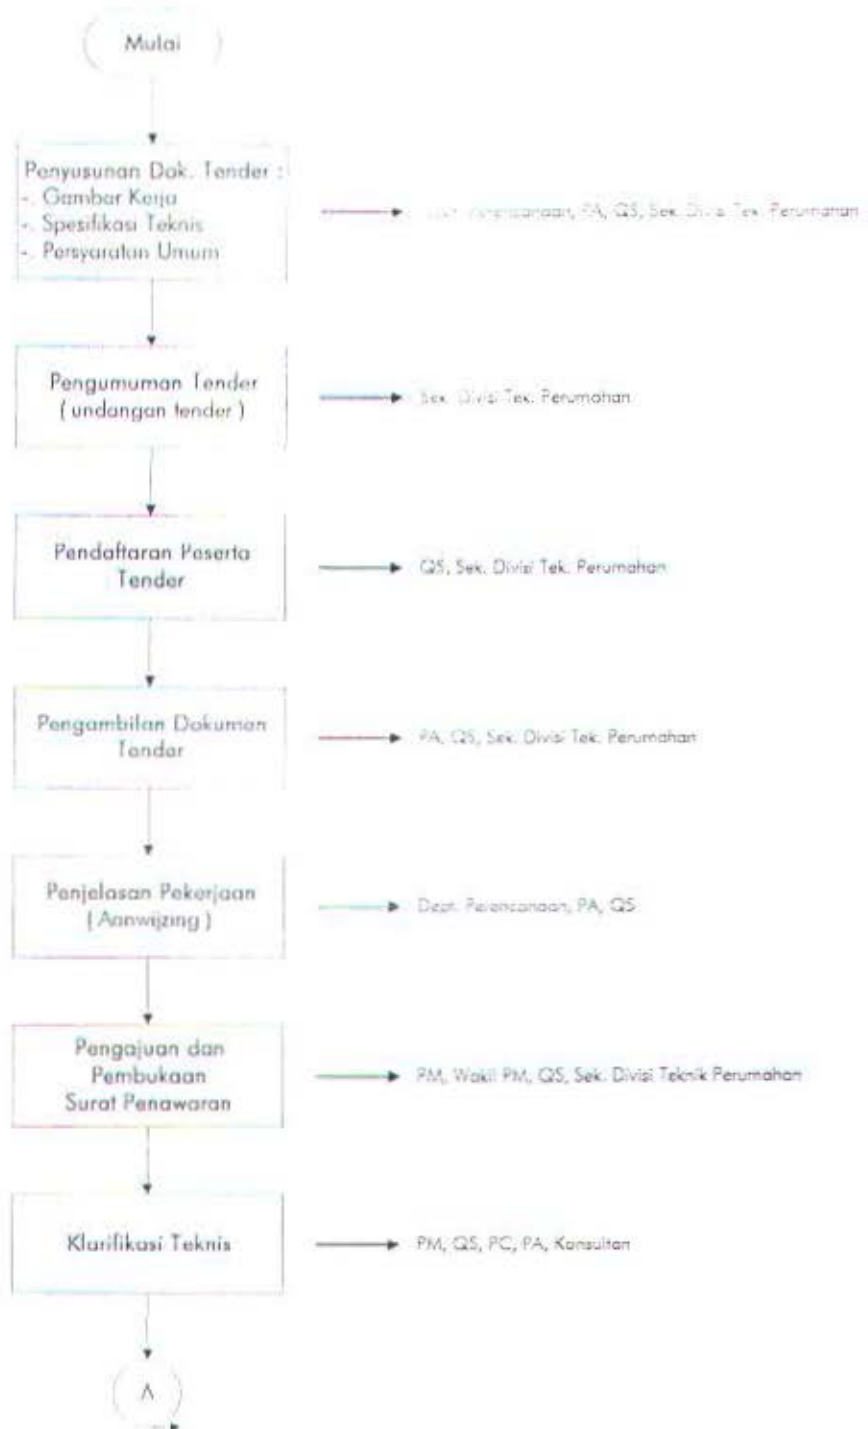 Mulai
Penyusunan Dok. Tender :
-. Gambar Kerja
-. Spesifikasi Teknis
-. Persyaratan Umum
Perencanaan, PA, QS, Sek. Divisi Tek. Perumahan
Pengumuman Tender
( undangan tender )
Sek. Divisi Tek. Perumahan
Pendaftaran Peserta
Tender
QS, Sek. Divisi Tek. Perumahan
Pengambilan Dokumen
Tender
PA, QS, Sek. Divisi Tek. Perumahan
Penjelasan Pekerjaan
( Aanwijzing )
Dept. Perencanaan, PA, QS
Pengajuan dan
Pembukaan
Surat Penawaran
PM, Wakil PM, QS, Sek. Divisi Teknik Perumahan
Klarifikasi Teknis
PM, QS, PC, PA, Konsultan
A